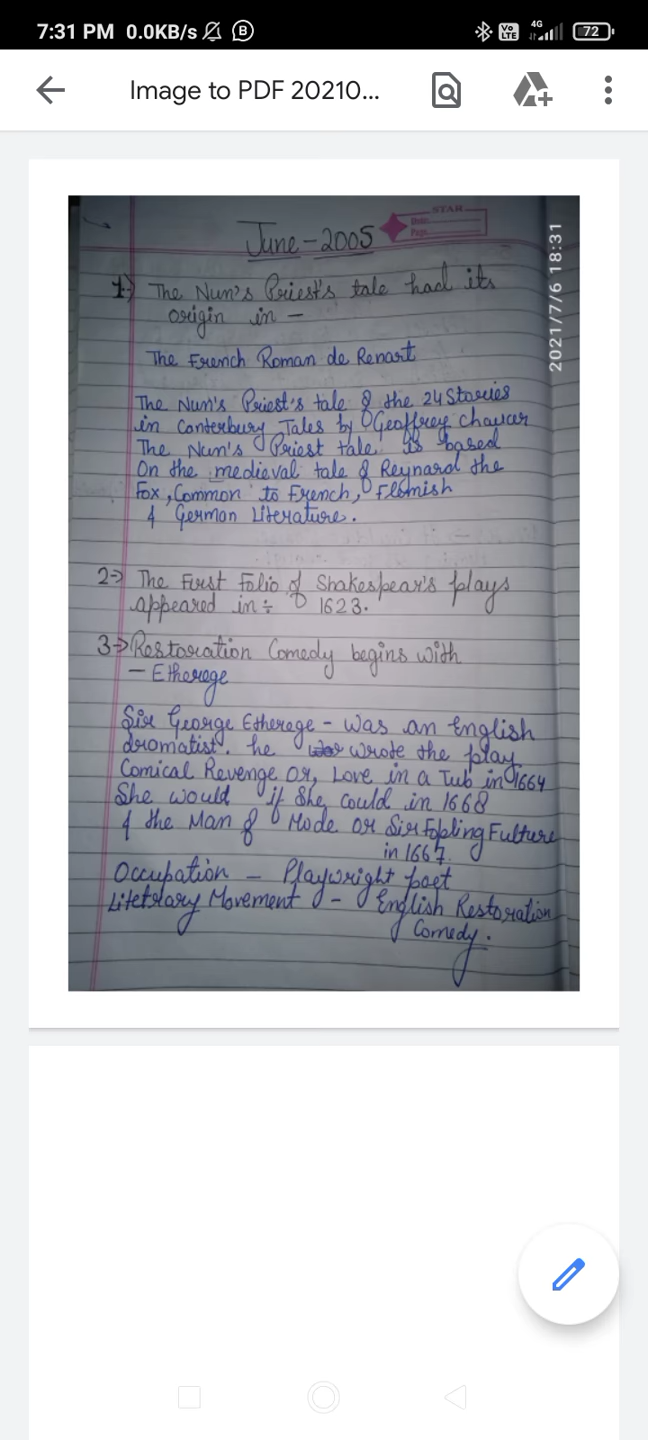 7:31 PM 0.0KB/s B Vo LTE 4G 72
Image to PDF 20210...
STAR
Date:
Page:
June-2005
2021/7/6 18:31
1) The Nun's Priest's tale had its
origin in -
The French Roman de Renart
The Nun's Priest's tale of the 24 Stories
in Canterbury Tales by Geoffrey chaucer
The Nun's Priest tale is based
On the medieval tale of Reynard the
Fox, Common to French, Flemish
& German Literature.
2→ The First Folio of Shakespear's plays
appeared in ÷ 1623.
3→ Restoration Comedy begins with
- Etherege
Sir George Etherege - was an English
dramatist. he wrote the play
Comical Revenge or, Love in a Tub in 1664
She would if She could in 1668
& the Man of Mode or Sir Fopling Fulture
in 1667.
Occupation - Playwright poet
Litetrary Movement - English Restoration
Comedy.